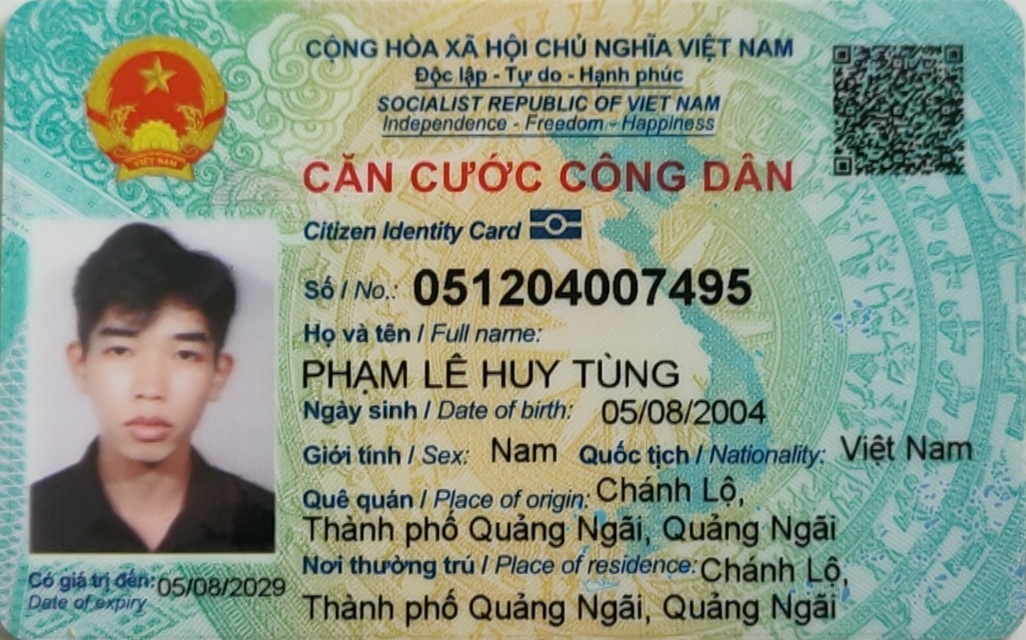 CỘNG HÒA XÃ HỘI CHỦ NGHĨA VIỆT NAM
Độc lập - Tự do - Hạnh phúc
SOCIALIST REPUBLIC OF VIET NAM
Independence - Freedom - Happiness
VIỆT NAM
CĂN CƯỚC CÔNG DÂN
Citizen Identity Card
Số / No.: 051204007495
Họ và tên / Full name:
PHẠM LÊ HUY TÙNG
Ngày sinh / Date of birth: 05/08/2004
Giới tính / Sex: Nam Quốc tịch / Nationality: Việt Nam
Quê quán / Place of origin: Chánh Lộ,
Thành phố Quảng Ngãi, Quảng Ngãi
Nơi thường trú / Place of residence: Chánh Lộ,
Thành phố Quảng Ngãi, Quảng Ngãi
Có giá trị đến: 05/08/2029
Date of expiry